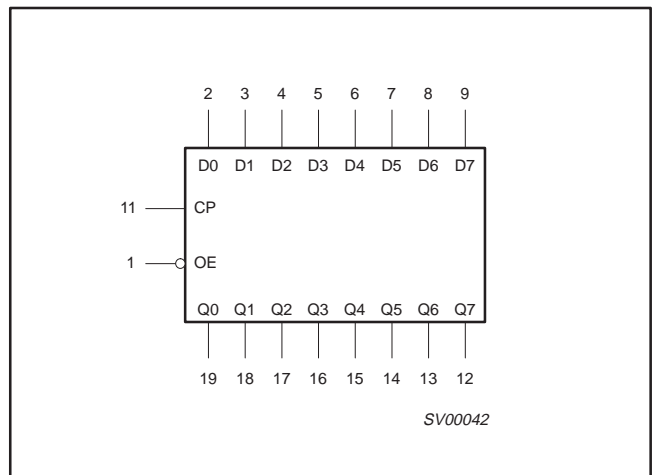 2 3 4 5 6 7 8 9
D0 D1 D2 D3 D4 D5 D6 D7
11 CP
1 OE
Q0 Q1 Q2 Q3 Q4 Q5 Q6 Q7
19 18 17 16 15 14 13 12
SV00042